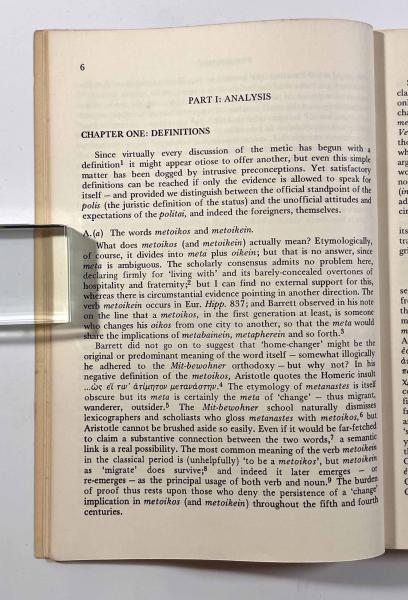 6
PART I: ANALYSIS
CHAPTER ONE: DEFINITIONS
Since virtually every discussion of the metic has begun with a
definition¹ it might appear otiose to offer another, but even this simple
matter has been dogged by intrusive preconceptions. Yet satisfactory
definitions can be reached if only the evidence is allowed to speak for
itself – and provided we distinguish between the official standpoint of the
polis (the juristic definition of the status) and the unofficial attitudes and
expectations of the politai, and indeed the foreigners, themselves.
A.(a) The words metoikos and metoikein.
What does metoikos (and metoikein) actually mean? Etymologically,
of course, it divides into meta plus oikein; but that is no answer, since
meta is ambiguous. The scholarly consensus admits no problem here,
declaring firmly for 'living with' and its barely-concealed overtones of
hospitality and fraternity;² but I can find no external support for this,
whereas there is circumstantial evidence pointing in another direction. The
verb metoikein occurs in Eur. Hipp. 837; and Barrett observed in his note
on the line that a metoikos, in the first generation at least, is someone
who changes his oikos from one city to another, so that the meta would
share the implications of metabainein, metapherein and so forth.³
Barrett did not go on to suggest that 'home-changer' might be the
original or predominant meaning of the word itself – somewhat illogically
he adhered to the Mit-bewohner orthodoxy – but why not? In his
negative definition of the metoikos, Aristotle quotes the Homeric insult
...ὡς εἴ τιν' ἀτίμητον μετανάστην.⁴ The etymology of metanastes is itself
obscure but its meta is certainly the meta of 'change' – thus migrant,
wanderer, outsider.⁵ The Mit-bewohner school naturally dismisses
lexicographers and scholiasts who gloss metanastes with metoikos,⁶ but
Aristotle cannot be brushed aside so easily. Even if it would be far-fetched
to claim a substantive connection between the two words,⁷ a semantic
link is a real possibility. The most common meaning of the verb metoikein
in the classical period is (unhelpfully) 'to be a metoikos', but metoikein
as 'migrate' does survive;⁸ and indeed it later emerges – or
re-emerges – as the principal usage of both verb and noun.⁹ The burden
of proof thus rests upon those who deny the persistence of a 'change'
implication in metoikos (and metoikein) throughout the fifth and fourth
centuries.